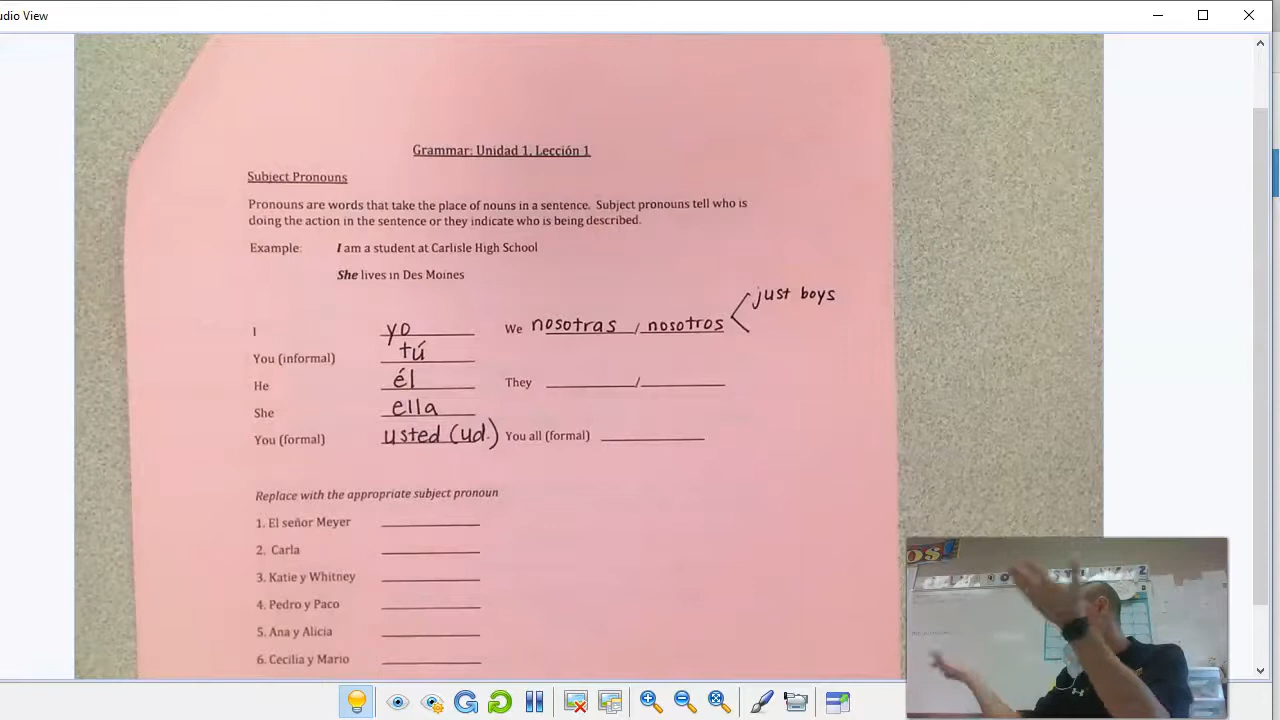 udio View
Grammar: Unidad 1, Lección 1
Subject Pronouns
Pronouns are words that take the place of nouns in a sentence. Subject pronouns tell who is
doing the action in the sentence or they indicate who is being described.
Example: I am a student at Carlisle High School
She lives in Des Moines
just boys
I yo We nosotras / nosotros
You (informal) tú
He él They /
She ella
You (formal) usted (ud.) You all (formal)
Replace with the appropriate subject pronoun
1. El señor Meyer
2. Carla
3. Katie y Whitney
4. Pedro y Paco
5. Ana y Alicia
6. Cecilia y Mario
OS!